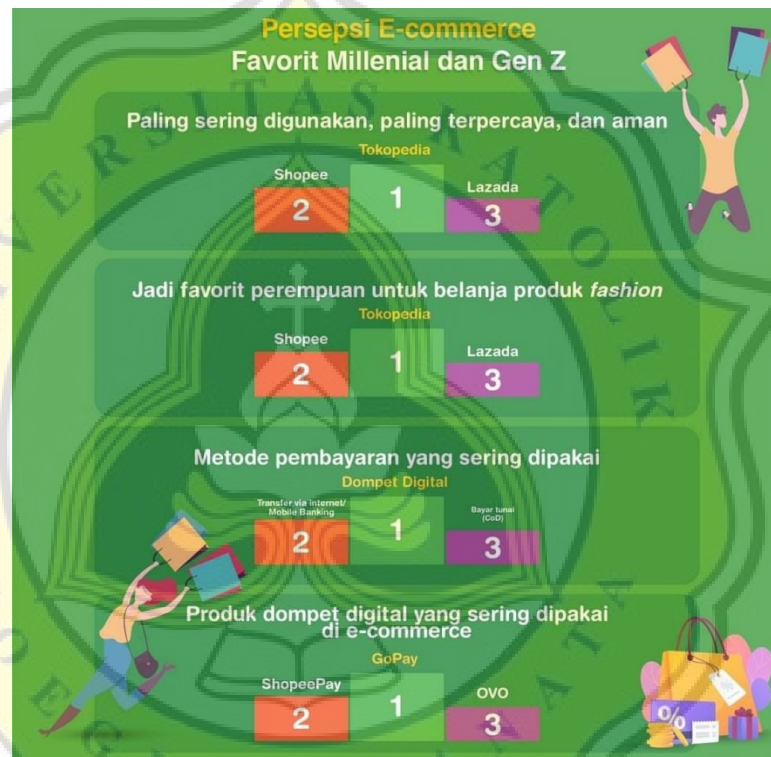 Persepsi E-commerce
Favorit Millenial dan Gen Z
Paling sering digunakan, paling terpercaya, dan aman
Tokopedia
Shopee
Lazada
2
1
3
Jadi favorit perempuan untuk belanja produk fashion
Tokopedia
Shopee
Lazada
2
1
3
Metode pembayaran yang sering dipakai
Dompet Digital
Transfer via internet/
Mobile Banking
Bayar tunai
(CoD)
2
1
3
Produk dompet digital yang sering dipakai
di e-commerce
GoPay
ShopeePay
OVO
2
1
3
%